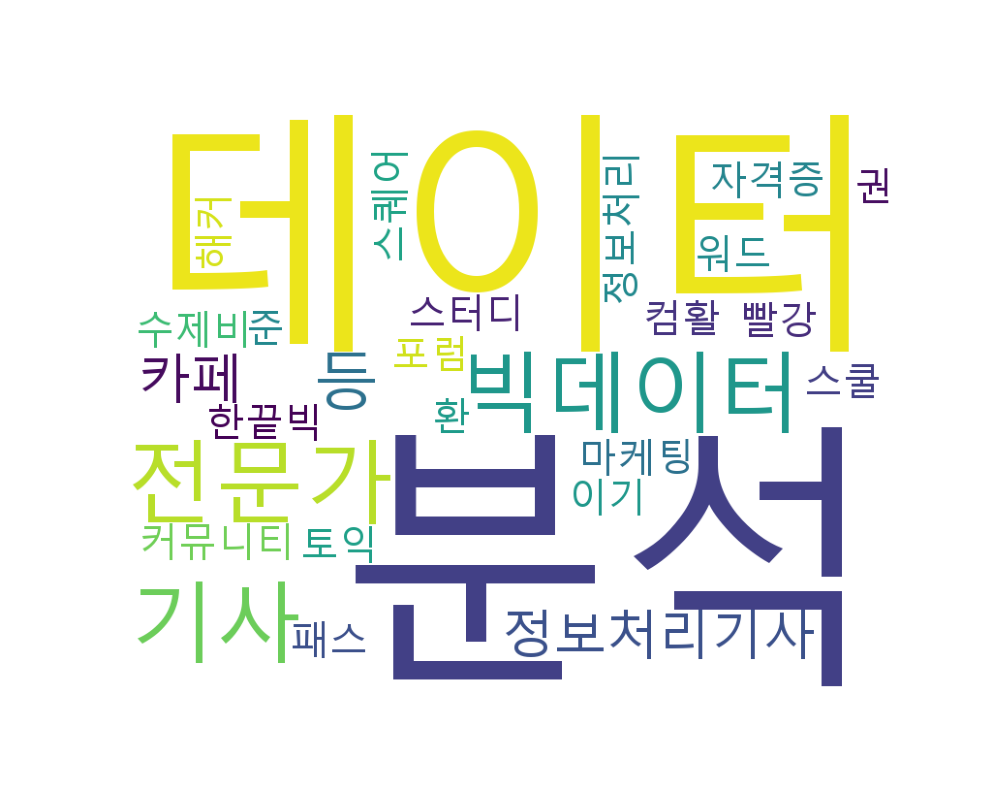 데이터
스퀘어
정보처리
자격증
권
해커
워드
수제비
준
스터디
컴활
빨강
포럼
카페
등
빅데이터
스쿨
한끝빅
환
전문가
분석
마케팅
이기
커뮤니티
토익
기사
패스
정보처리기사